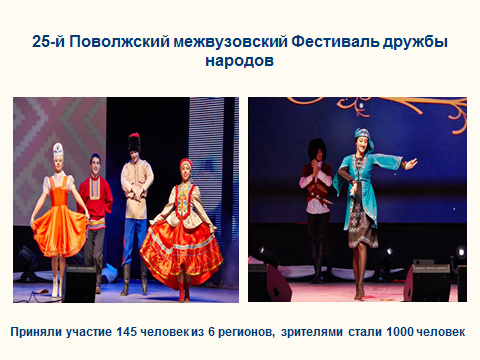 25-й Поволжский межвузовский Фестиваль дружбы
народов
Приняли участие 145 человек из 6 регионов, зрителями стали 1000 человек